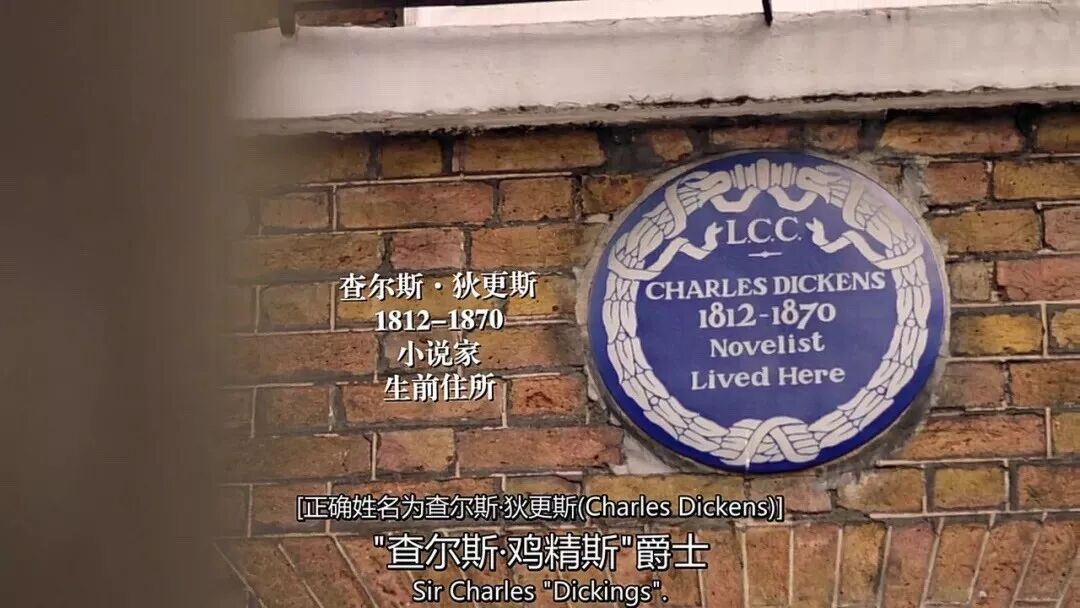 L.C.C.
CHARLES DICKENS
1812-1870
Novelist
Lived Here
查尔斯·狄更斯
1812-1870
小说家
生前住所
[正确姓名为查尔斯·狄更斯(Charles Dickens)]
"查尔斯·鸡精斯"爵士
Sir Charles "Dickings".